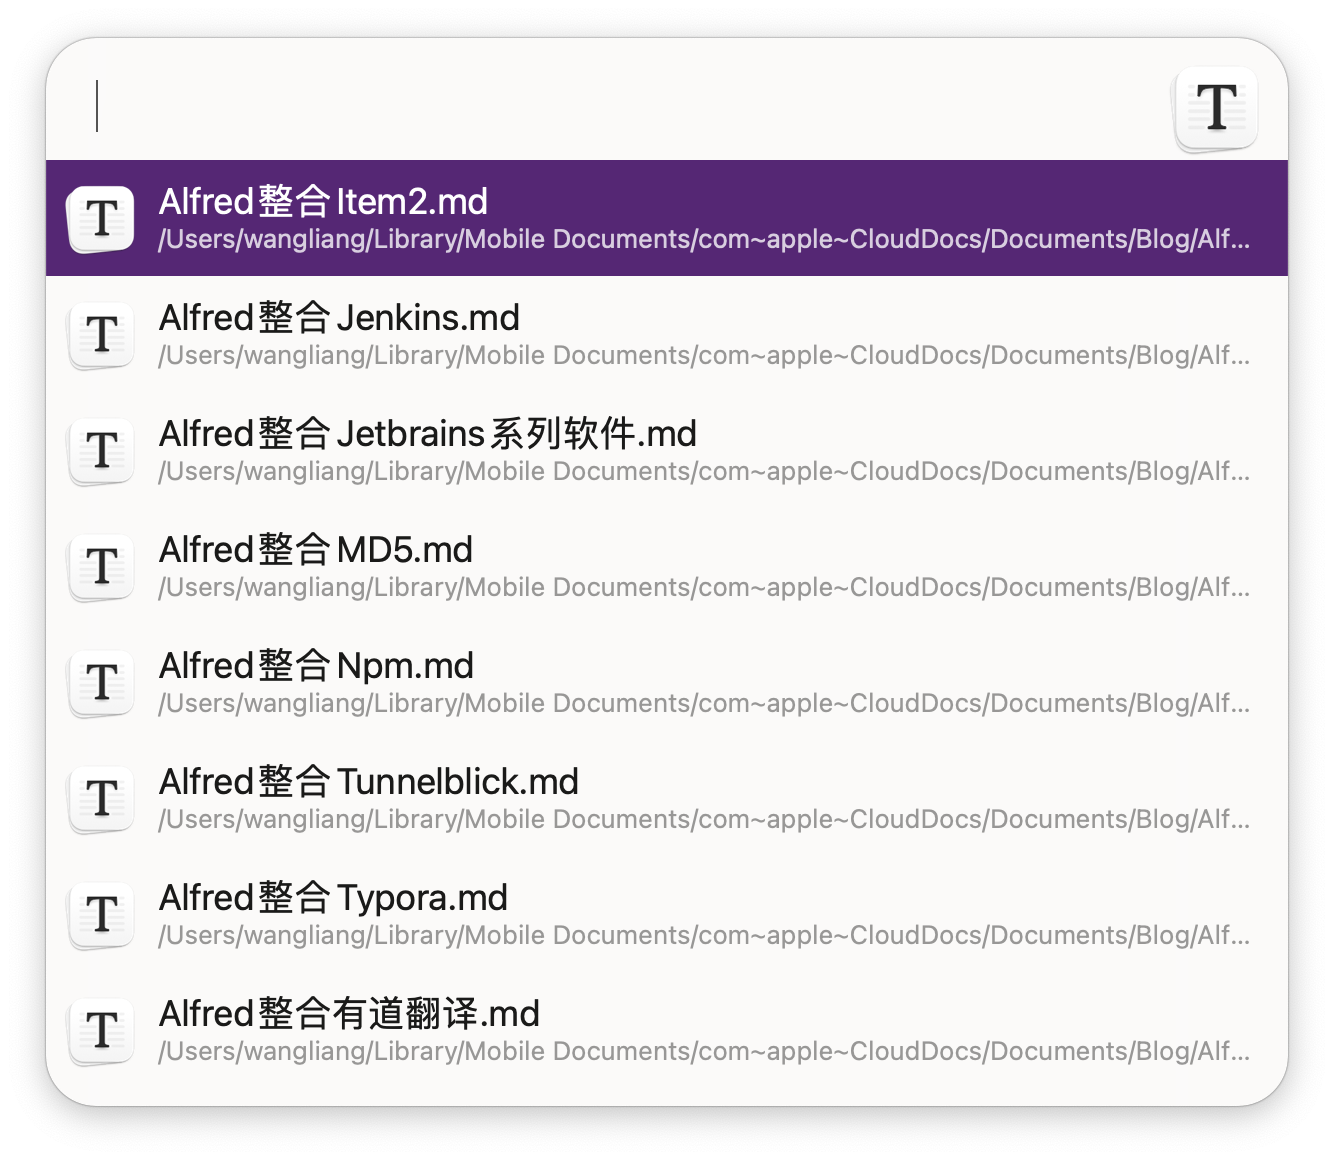 T
Alfred整合Item2.md
/Users/wangliang/Library/Mobile Documents/com~apple~CloudDocs/Documents/Blog/Alf...
Alfred整合Jenkins.md
/Users/wangliang/Library/Mobile Documents/com~apple~CloudDocs/Documents/Blog/Alf...
Alfred整合Jetbrains系列软件.md
/Users/wangliang/Library/Mobile Documents/com~apple~CloudDocs/Documents/Blog/Alf...
Alfred整合MD5.md
/Users/wangliang/Library/Mobile Documents/com~apple~CloudDocs/Documents/Blog/Alf...
Alfred整合Npm.md
/Users/wangliang/Library/Mobile Documents/com~apple~CloudDocs/Documents/Blog/Alf...
Alfred整合Tunnelblick.md
/Users/wangliang/Library/Mobile Documents/com~apple~CloudDocs/Documents/Blog/Alf...
Alfred整合Typora.md
/Users/wangliang/Library/Mobile Documents/com~apple~CloudDocs/Documents/Blog/Alf...
Alfred整合有道翻译.md
/Users/wangliang/Library/Mobile Documents/com~apple~CloudDocs/Documents/Blog/Alf...